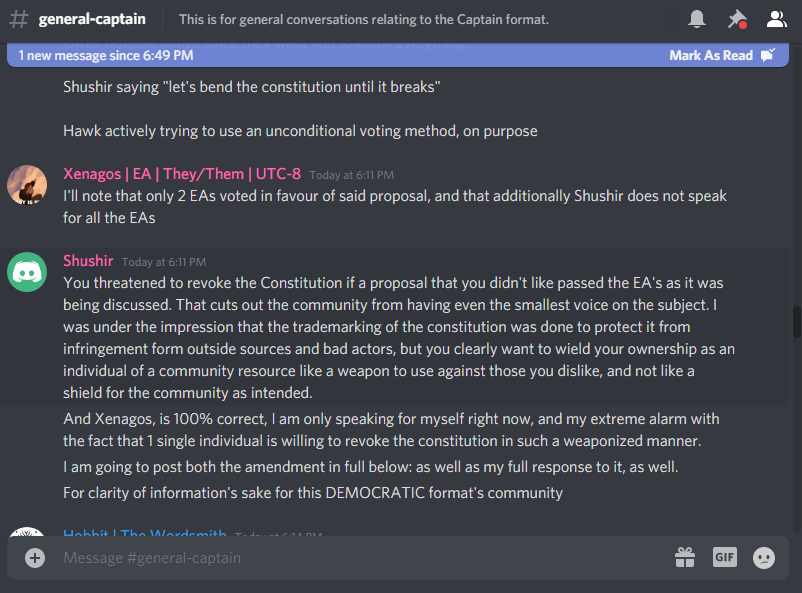 # general-captain
This is for general conversations relating to the Captain format.
1 new message since 6:49 PM
Mark As Read
Shushir saying "let's bend the constitution until it breaks"
Hawk actively trying to use an unconditional voting method, on purpose
Xenagos | EA | They/Them | UTC-8 Today at 6:11 PM
I'll note that only 2 EAs voted in favour of said proposal, and that additionally Shushir does not speak
for all the EAs
Shushir Today at 6:11 PM
You threatened to revoke the Constitution if a proposal that you didn't like passed the EA's as it was
being discussed. That cuts out the community from having even the smallest voice on the subject. I
was under the impression that the trademarking of the constitution was done to protect it from
infringement form outside sources and bad actors, but you clearly want to wield your ownership as an
individual of a community resource like a weapon to use against those you dislike, and not like a
shield for the community as intended.
And Xenagos, is 100% correct, I am only speaking for myself right now, and my extreme alarm with
the fact that 1 single individual is willing to revoke the constitution in such a weaponized manner.
I am going to post both the amendment in full below: as well as my full response to it, as well.
For clarity of information's sake for this DEMOCRATIC format's community
Hobbit | The Wordsmith Today at 6:14 PM
Message #general-captain
GIF